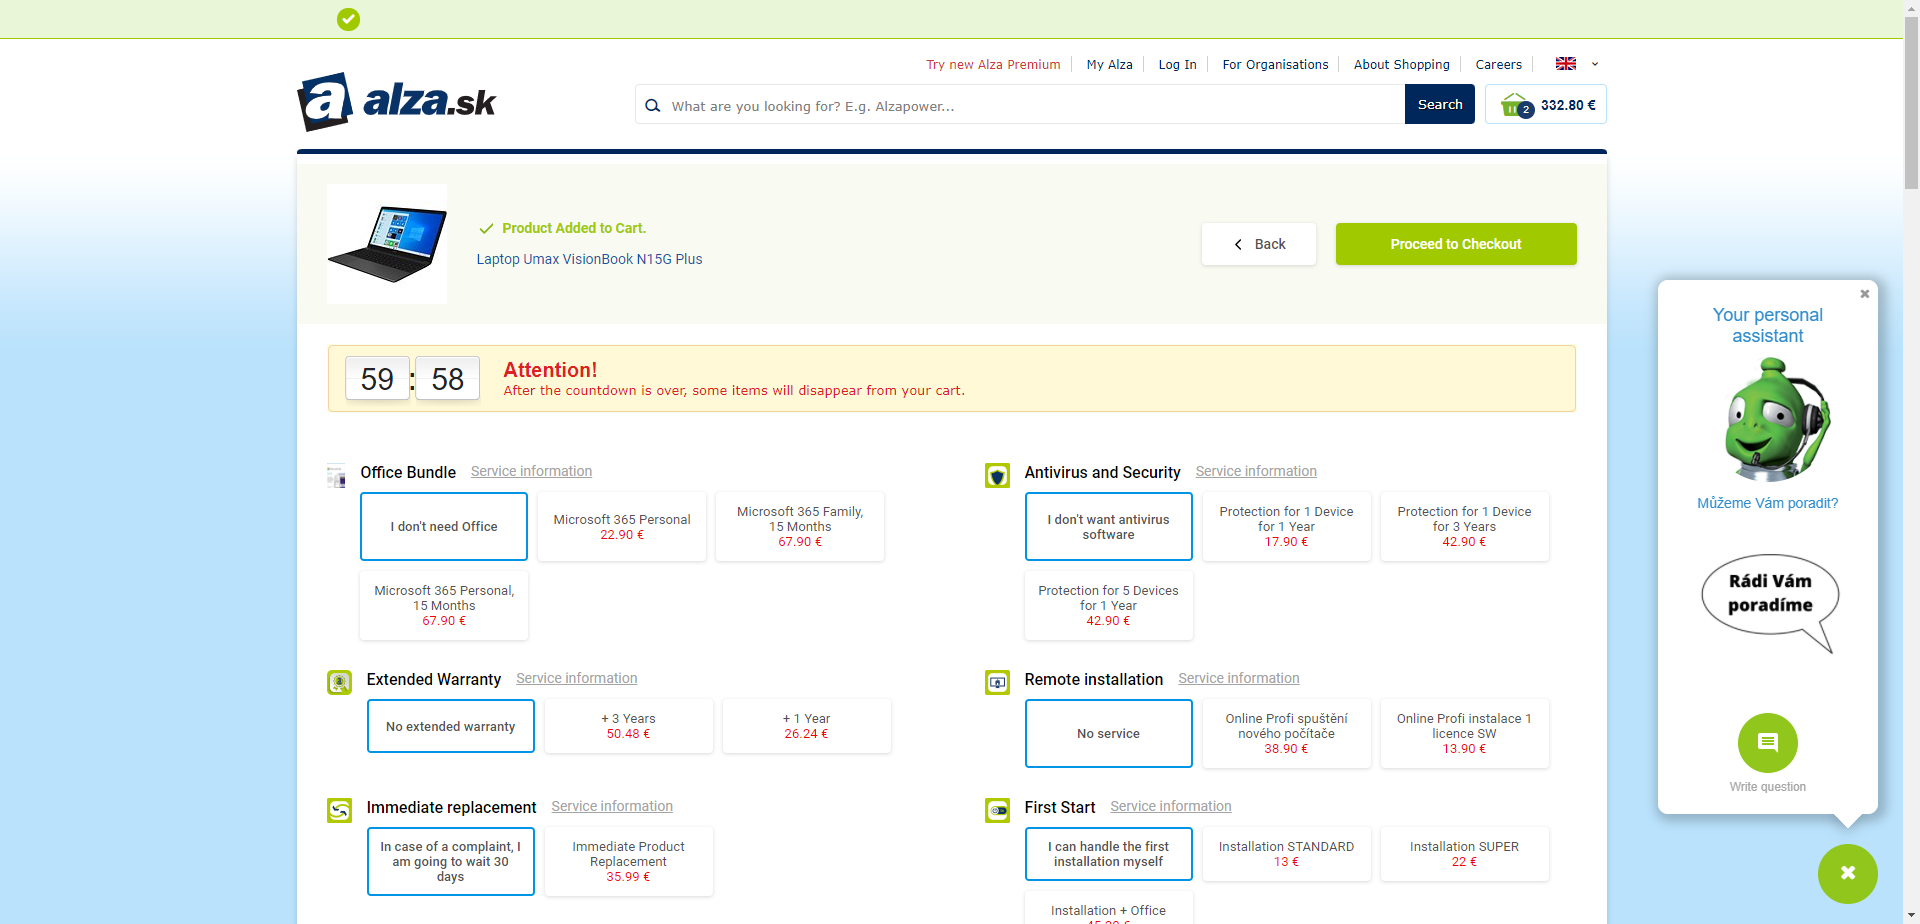 Try new Alza Premium
My Alza
Log In
For Organisations
About Shopping
Careers
alza.sk
What are you looking for? E.g. Alzapower...
Search
2
332.80 €
Product Added to Cart.
Laptop Umax VisionBook N15G Plus
Back
Proceed to Checkout
59 : 58
Attention!
After the countdown is over, some items will disappear from your cart.
Office Bundle
Service information
I don't need Office
Microsoft 365 Personal
22.90 €
Microsoft 365 Family,
15 Months
67.90 €
Microsoft 365 Personal,
15 Months
67.90 €
Antivirus and Security
Service information
I don't want antivirus
software
Protection for 1 Device
for 1 Year
17.90 €
Protection for 1 Device
for 3 Years
42.90 €
Protection for 5 Devices
for 1 Year
42.90 €
Extended Warranty
Service information
No extended warranty
+ 3 Years
50.48 €
+ 1 Year
26.24 €
Remote installation
Service information
No service
Online Profi spuštění
nového počítače
38.90 €
Online Profi instalace 1
licence SW
13.90 €
Immediate replacement
Service information
In case of a complaint, I
am going to wait 30
days
Immediate Product
Replacement
35.99 €
First Start
Service information
I can handle the first
installation myself
Installation STANDARD
13 €
Installation SUPER
22 €
Installation + Office
Your personal
assistant
Můžeme Vám poradit?
Rádi Vám
poradíme
Write question